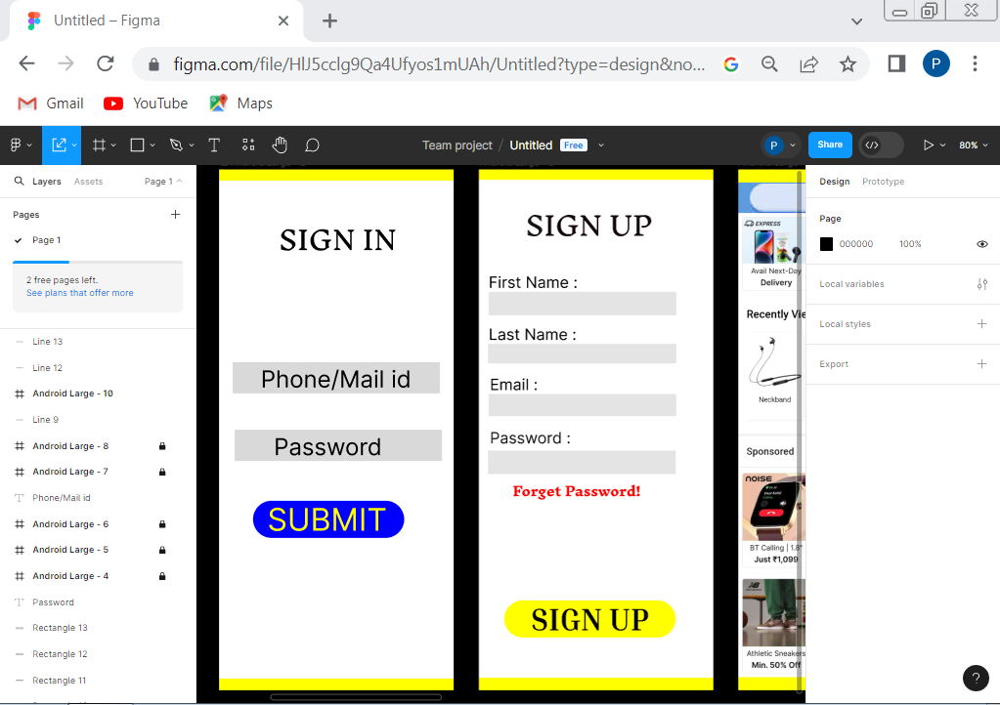 Untitled – Figma
figma.com/file/HlJ5cclg9Qa4Ufyos1mUAh/Untitled?type=design&no...
P
Gmail
YouTube
Maps
Team project / Untitled Free
P
Share
80%
Layers
Assets
Page 1
Pages
Page 1
2 free pages left.
See plans that offer more
Line 13
Line 12
Android Large - 10
Line 9
Android Large - 8
Android Large - 7
Phone/Mail id
Android Large - 6
Android Large - 5
Android Large - 4
Password
Rectangle 13
Rectangle 12
Rectangle 11
SIGN IN
Phone/Mail id
Password
SUBMIT
SIGN UP
First Name :
Last Name :
Email :
Password :
Forget Password!
SIGN UP
EXPRESS
Avail Next-Day
Delivery
Recently Vie
Neckband
Sponsored
noise
BT Calling | 1.8"
Just ₹1,099
Athletic Sneakers
Min. 50% Off
Design
Prototype
Page
000000
100%
Local variables
Local styles
Export
?